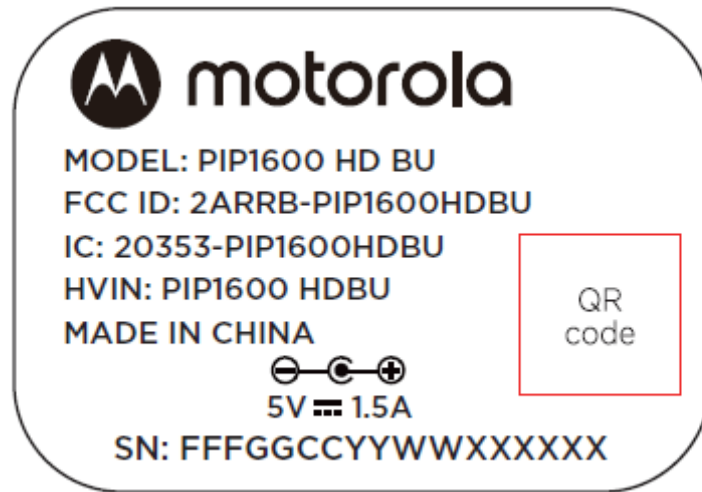 motorola
MODEL: PIP1600 HD BU
FCC ID: 2ARRB-PIP1600HDBU
IC: 20353-PIP1600HDBU
HVIN: PIP1600 HDBU
MADE IN CHINA
QR
code
5V ⎓ 1.5A
SN: FFFGGCCYYWWXXXXXX